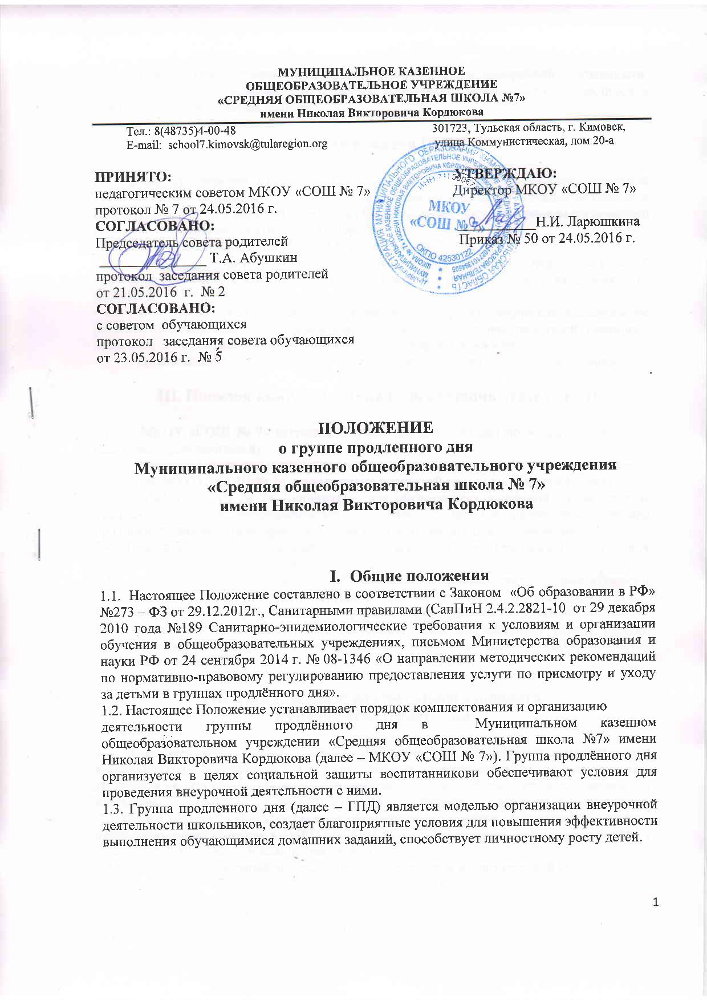 МУНИЦИПАЛЬНОЕ КАЗЕННОЕ
ОБЩЕОБРАЗОВАТЕЛЬНОЕ УЧРЕЖДЕНИЕ
«СРЕДНЯЯ ОБЩЕОБРАЗОВАТЕЛЬНАЯ ШКОЛА №7»
имени Николая Викторовича Кордюкова
Тел.: 8(48735)4-00-48
E-mail: school7.kimovsk@tularegion.org
301723, Тульская область, г. Кимовск,
улица Коммунистическая, дом 20-а
ПРИНЯТО:
педагогическим советом МКОУ «СОШ № 7»
протокол № 7 от 24.05.2016 г.
СОГЛАСОВАНО:
Председатель совета родителей
_______________ Т.А. Абушкин
протокол заседания совета родителей
от 21.05.2016 г. № 2
СОГЛАСОВАНО:
с советом обучающихся
протокол заседания совета обучающихся
от 23.05.2016 г. № 5
УТВЕРЖДАЮ:
Директор МКОУ «СОШ № 7»
___________Н.И. Ларюшкина
Приказ № 50 от 24.05.2016 г.
МКОУ
«СОШ № 7»
ОКПО 42530122
ПОЛОЖЕНИЕ
о группе продленного дня
Муниципального казенного общеобразовательного учреждения
«Средняя общеобразовательная школа № 7»
имени Николая Викторовича Кордюкова
I. Общие положения
1.1. Настоящее Положение составлено в соответствии с Законом «Об образовании в РФ»
№273 – ФЗ от 29.12.2012г., Санитарными правилами (СанПиН 2.4.2.2821-10 от 29 декабря
2010 года №189 Санитарно-эпидемиологические требования к условиям и организации
обучения в общеобразовательных учреждениях, письмом Министерства образования и
науки РФ от 24 сентября 2014 г. № 08-1346 «О направлении методических рекомендаций
по нормативно-правовому регулированию предоставления услуги по присмотру и уходу
за детьми в группах продлённого дня».
1.2. Настоящее Положение устанавливает порядок комплектования и организацию
деятельности группы продлённого дня в Муниципальном казенном
общеобразовательном учреждении «Средняя общеобразовательная школа №7» имени
Николая Викторовича Кордюкова (далее – МКОУ «СОШ № 7»). Группа продлённого дня
организуется в целях социальной защиты воспитанникови обеспечивают условия для
проведения внеурочной деятельности с ними.
1.3. Группа продленного дня (далее – ГПД) является моделью организации внеурочной
деятельности школьников, создает благоприятные условия для повышения эффективности
выполнения обучающимися домашних заданий, способствует личностному росту детей.
1